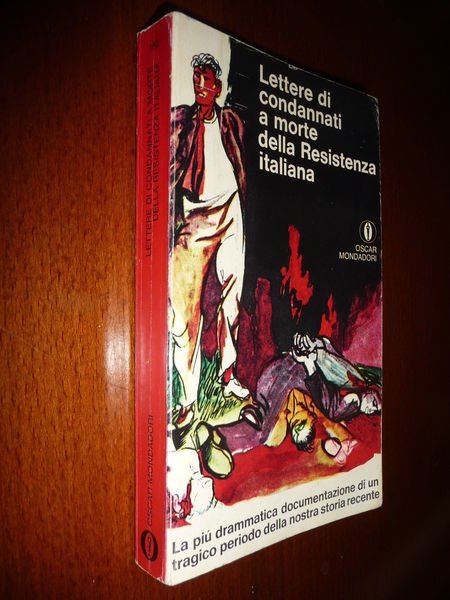 Lettere di
condannati
a morte
della Resistenza
italiana
OSCAR
MONDADORI
La più drammatica documentazione di un
tragico periodo della nostra storia recente
LETTERE DI CONDANNATI A MORTE
DELLA RESISTENZA ITALIANA
OSCAR MONDADORI